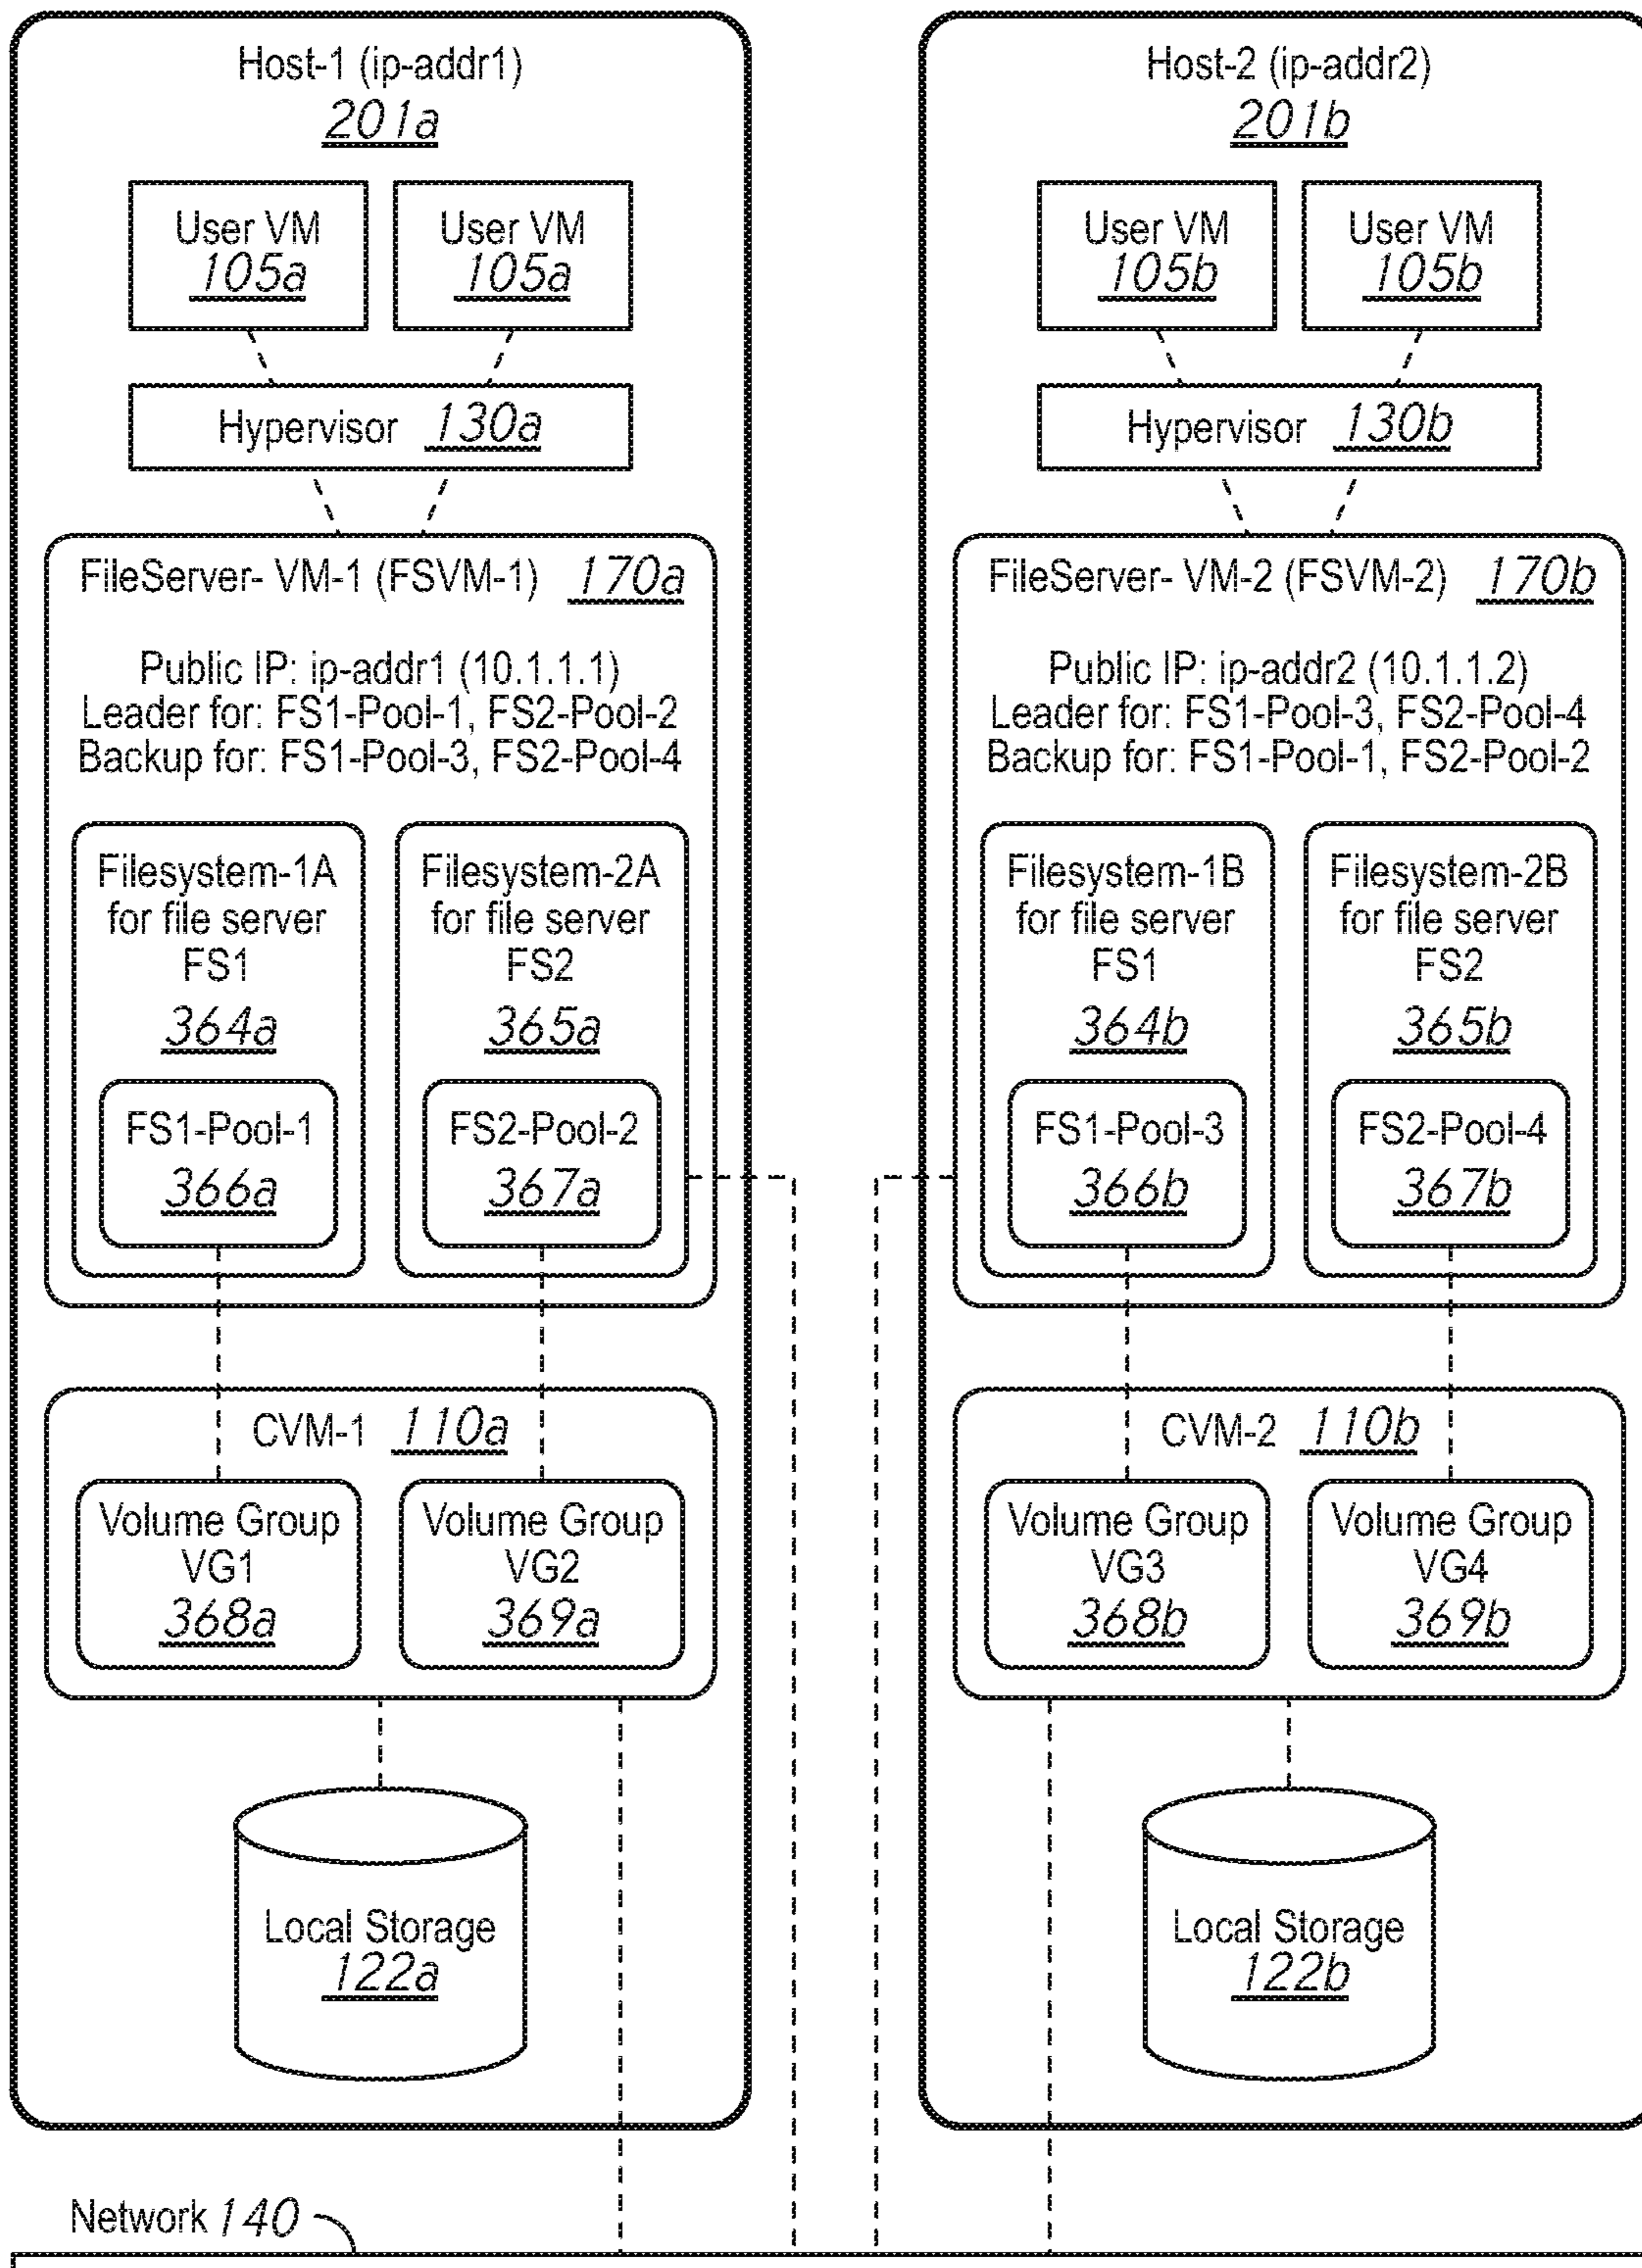 Host-1 (ip-addr1)
201a
User VM
105a
User VM
105a
Hypervisor 130a
FileServer- VM-1 (FSVM-1) 170a
Public IP: ip-addr1 (10.1.1.1)
Leader for: FS1-Pool-1, FS2-Pool-2
Backup for: FS1-Pool-3, FS2-Pool-4
Filesystem-1A
for file server
FS1
364a
FS1-Pool-1
366a
Filesystem-2A
for file server
FS2
365a
FS2-Pool-2
367a
CVM-1 110a
Volume Group
VG1
368a
Volume Group
VG2
369a
Local Storage
122a
Host-2 (ip-addr2)
201b
User VM
105b
User VM
105b
Hypervisor 130b
FileServer- VM-2 (FSVM-2) 170b
Public IP: ip-addr2 (10.1.1.2)
Leader for: FS1-Pool-3, FS2-Pool-4
Backup for: FS1-Pool-1, FS2-Pool-2
Filesystem-1B
for file server
FS1
364b
FS1-Pool-3
366b
Filesystem-2B
for file server
FS2
365b
FS2-Pool-4
367b
CVM-2 110b
Volume Group
VG3
368b
Volume Group
VG4
369b
Local Storage
122b
Network 140